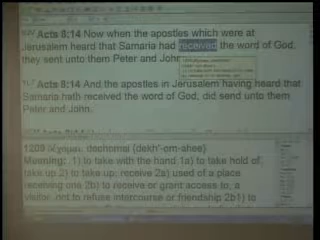 KJV Acts 8:14 Now when the apostles which were at
Jerusalem heard that Samaria had received the word of God,
they sent unto them Peter and John:
YLT Acts 8:14 And the apostles in Jerusalem having heard that
Samaria hath received the word of God, did send unto them
Peter and John,
1209 dechomai {dekh'-om-ahee}
Meaning: 1) to take with the hand 1a) to take hold of,
take up 2) to take up, receive 2a) used of a place
receiving one 2b) to receive or grant access to, a
visitor, not to refuse intercourse or friendship 2b1) to